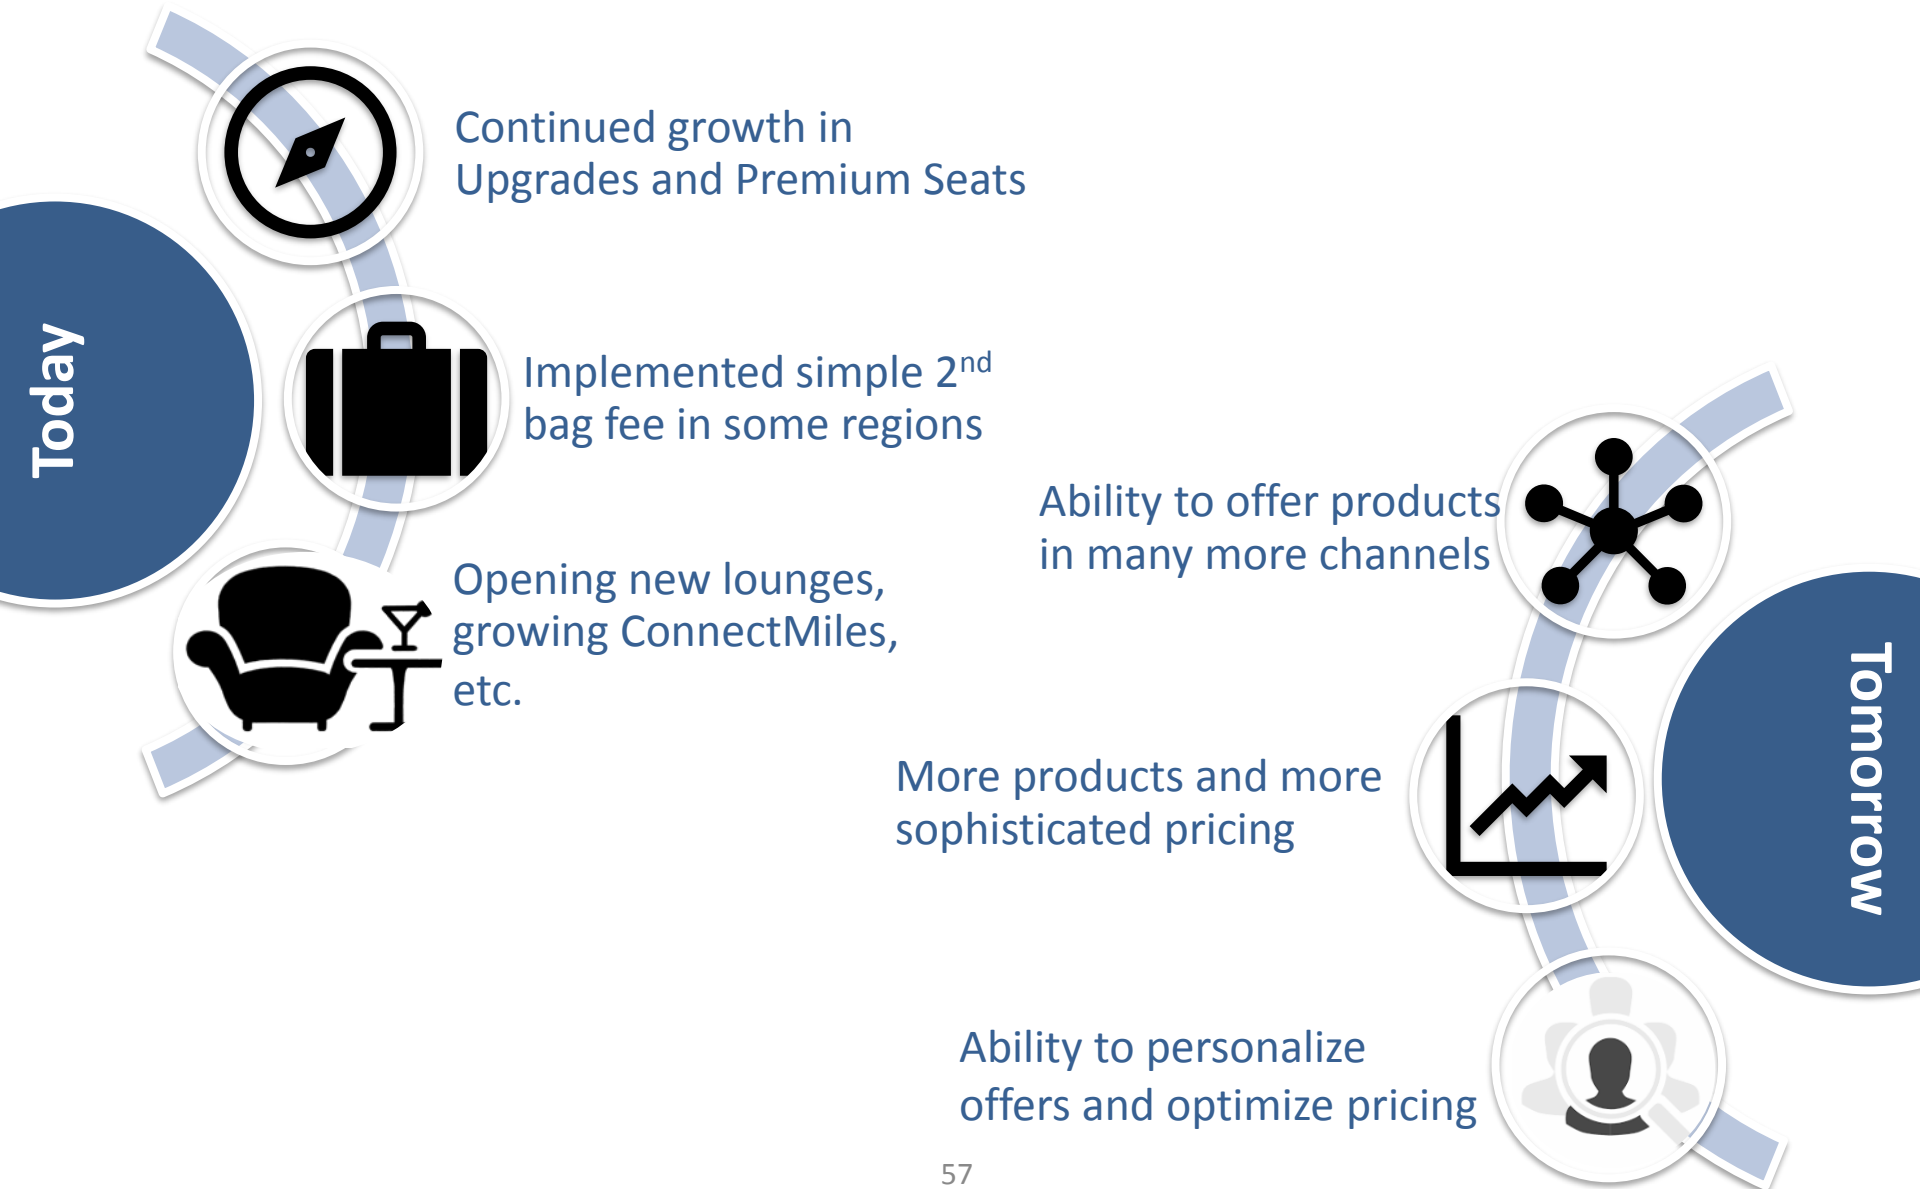 Today
Continued growth in
Upgrades and Premium Seats
Implemented simple 2nd
bag fee in some regions
Opening new lounges,
growing ConnectMiles,
etc.
Tomorrow
Ability to offer products
in many more channels
More products and more
sophisticated pricing
Ability to personalize
offers and optimize pricing
57